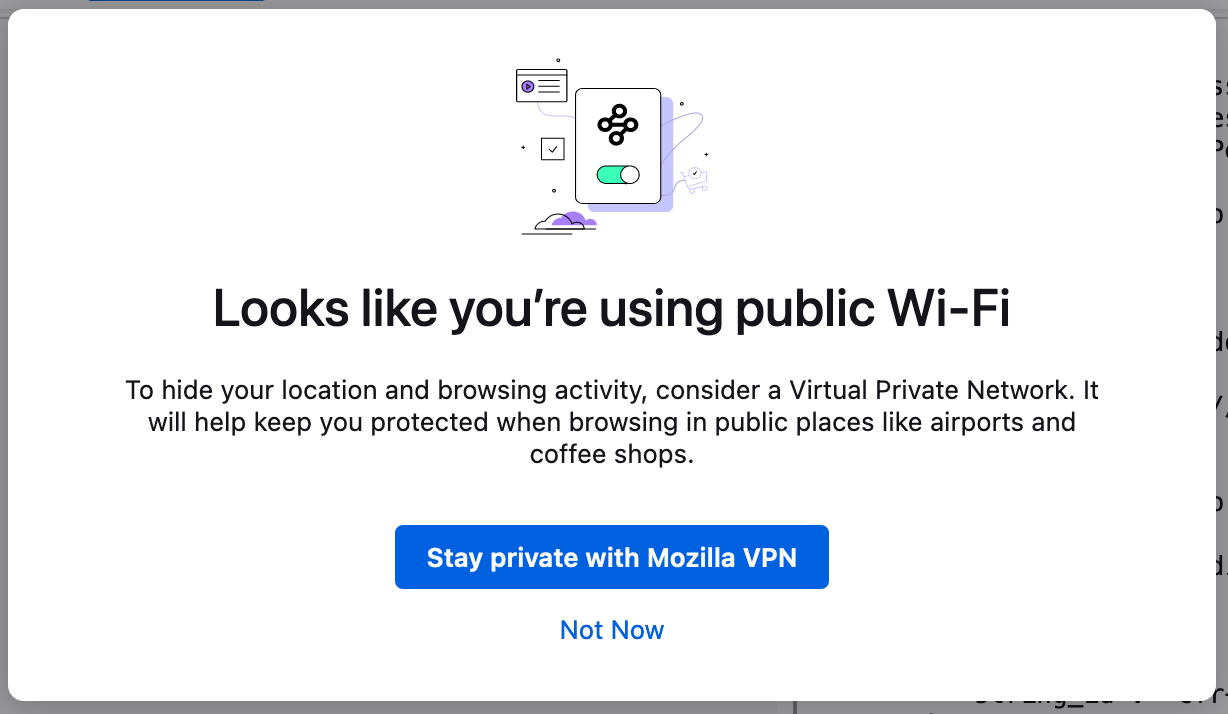 Looks like you’re using public Wi-Fi
To hide your location and browsing activity, consider a Virtual Private Network. It
will help keep you protected when browsing in public places like airports and
coffee shops.
Stay private with Mozilla VPN
Not Now